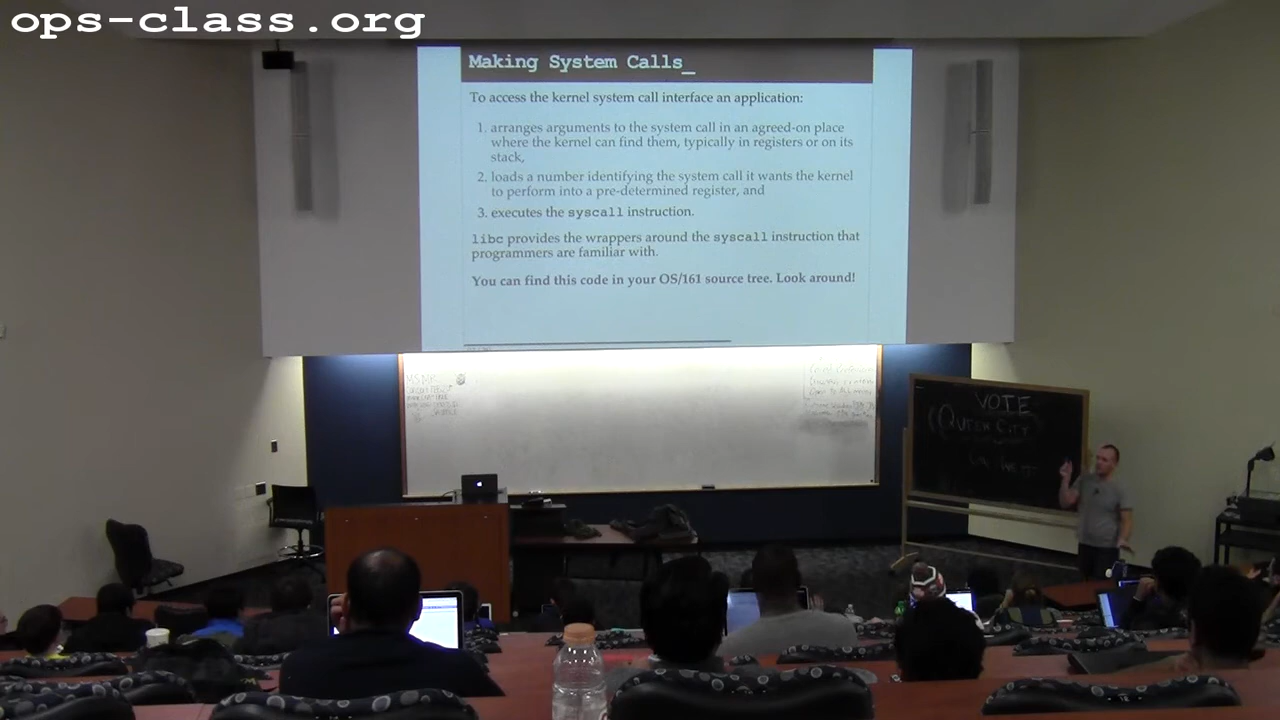 ops-class.org
Making System Calls_
To access the kernel system call interface an application:
1. arranges arguments to the system call in an agreed-on place
where the kernel can find them, typically in registers or on its
stack,
2. loads a number identifying the system call it wants the kernel
to perform into a pre-determined register, and
3. executes the syscall instruction.
libc provides the wrappers around the syscall instruction that
programmers are familiar with.
You can find this code in your OS/161 source tree. Look around!
VOTE